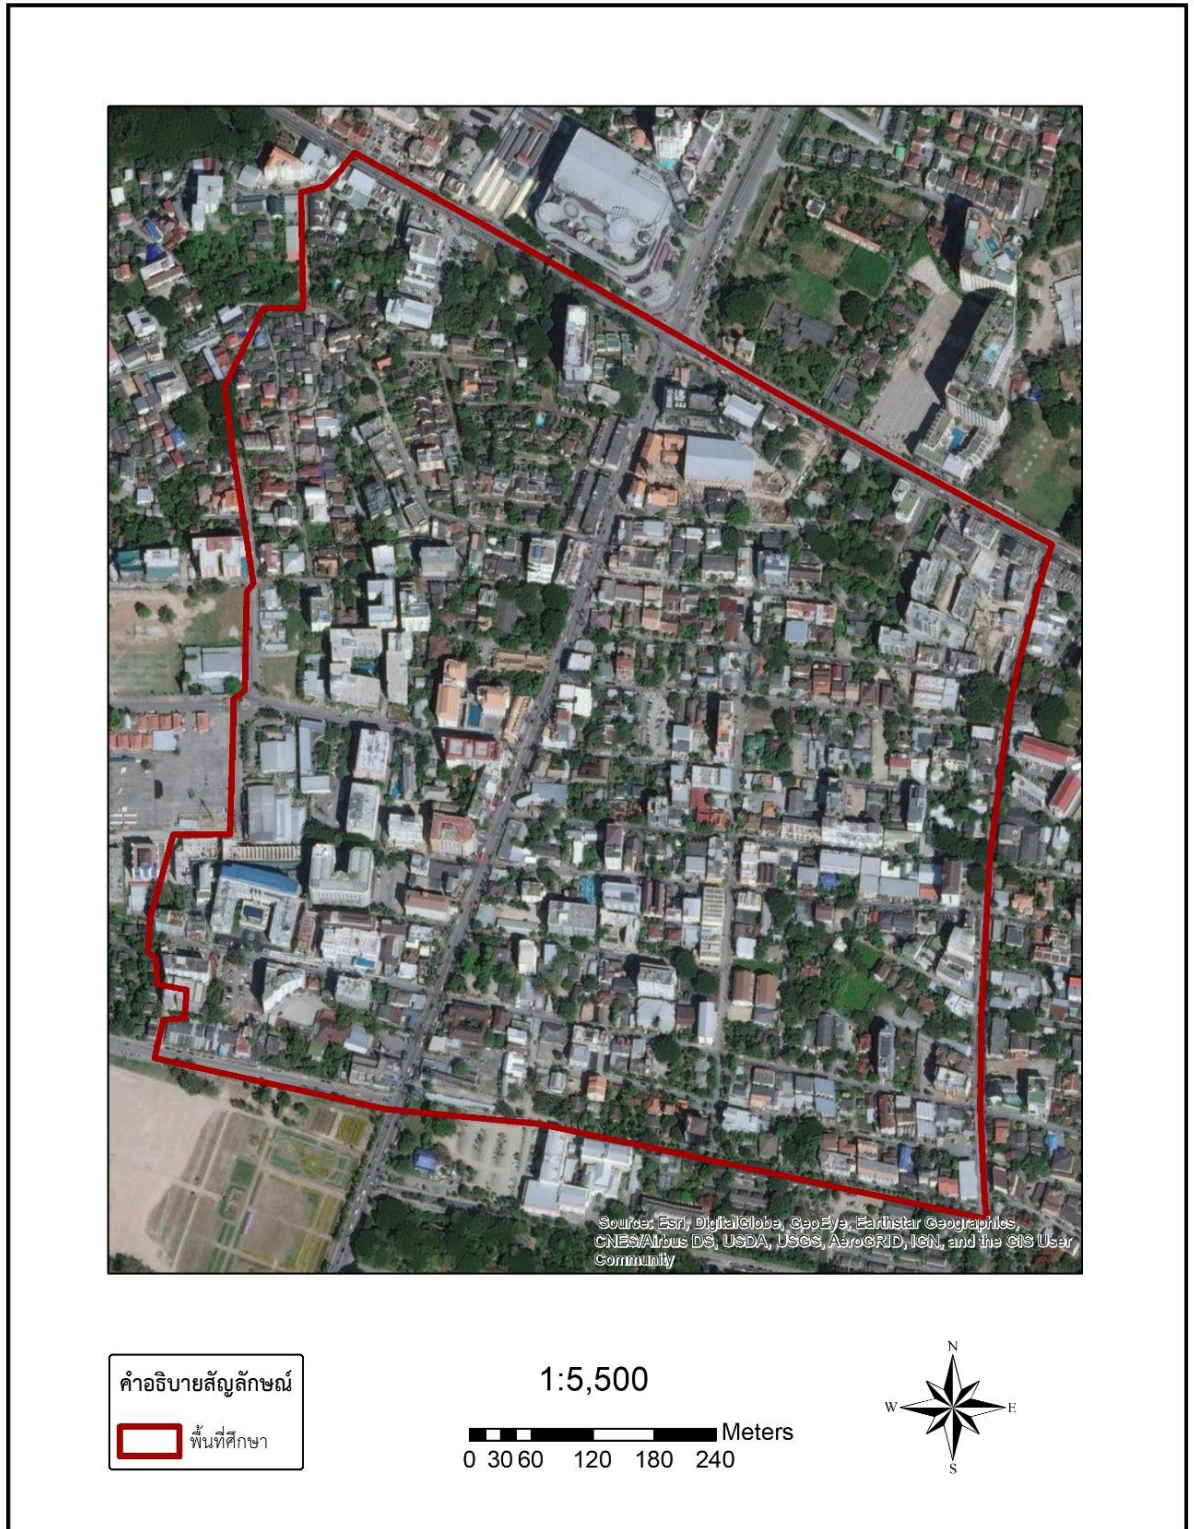 Source: Esri, DigitalGlobe, GeoEye, Earthstar Geographics,
CNES/Airbus DS, USDA, USGS, AeroGRID, IGN, and the GIS User
Community
คำอธิบายสัญลักษณ์
พื้นที่ศึกษา
1:5,500
Meters
0 30 60 120 180 240
N
W E
S